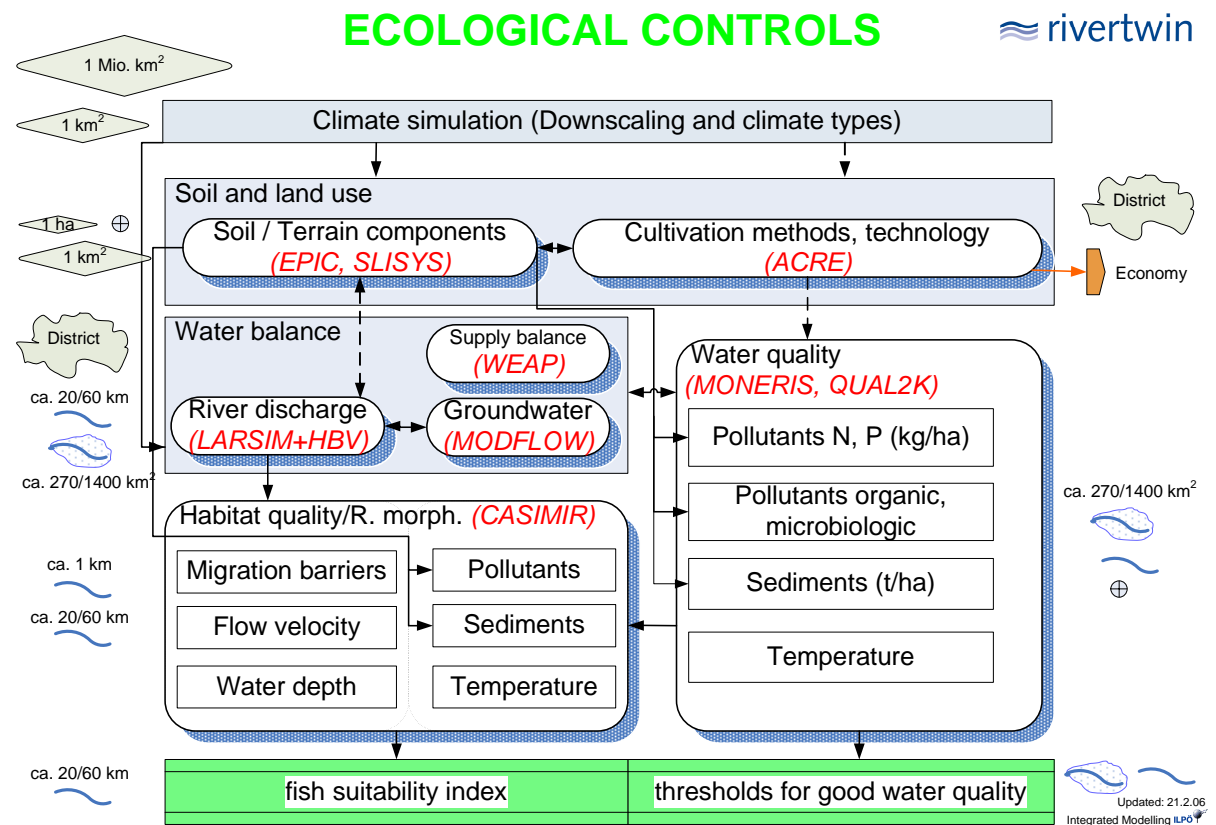 ECOLOGICAL CONTROLS
rivertwin
1 Mio. km2
1 km2
Climate simulation (Downscaling and climate types)
Soil and land use
District
1 ha
Soil / Terrain components
(EPIC, SLISYS)
Cultivation methods, technology
(ACRE)
1 km2
Economy
District
Water balance
Supply balance
(WEAP)
Water quality
(MONERIS, QUAL2K)
ca. 20/60 km
River discharge
(LARSIM+HBV)
Groundwater
(MODFLOW)
Pollutants N, P (kg/ha)
ca. 270/1400 km2
Pollutants organic,
microbiologic
ca. 270/1400 km2
Habitat quality/R. morph. (CASIMIR)
ca. 1 km
Migration barriers
Pollutants
Sediments (t/ha)
ca. 20/60 km
Flow velocity
Sediments
Temperature
Water depth
Temperature
ca. 20/60 km
fish suitability index
thresholds for good water quality
Updated: 21.2.06
Integrated Modelling ILPÖ